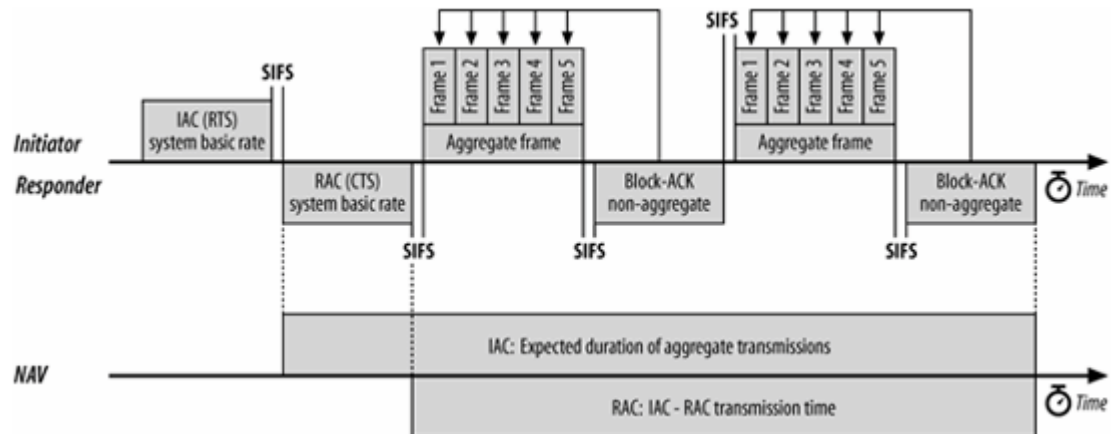 SIFS
SIFS
Frame 1
Frame 2
Frame 3
Frame 4
Frame 5
Frame 1
Frame 2
Frame 3
Frame 4
Frame 5
IAC (RTS)
system basic rate
Aggregate frame
Aggregate frame
Initiator
Responder
RAC (CTS)
system basic rate
Block-ACK
non-aggregate
Block-ACK
non-aggregate
Time
SIFS
SIFS
SIFS
IAC: Expected duration of aggregate transmissions
NAV
RAC: IAC - RAC transmission time
Time